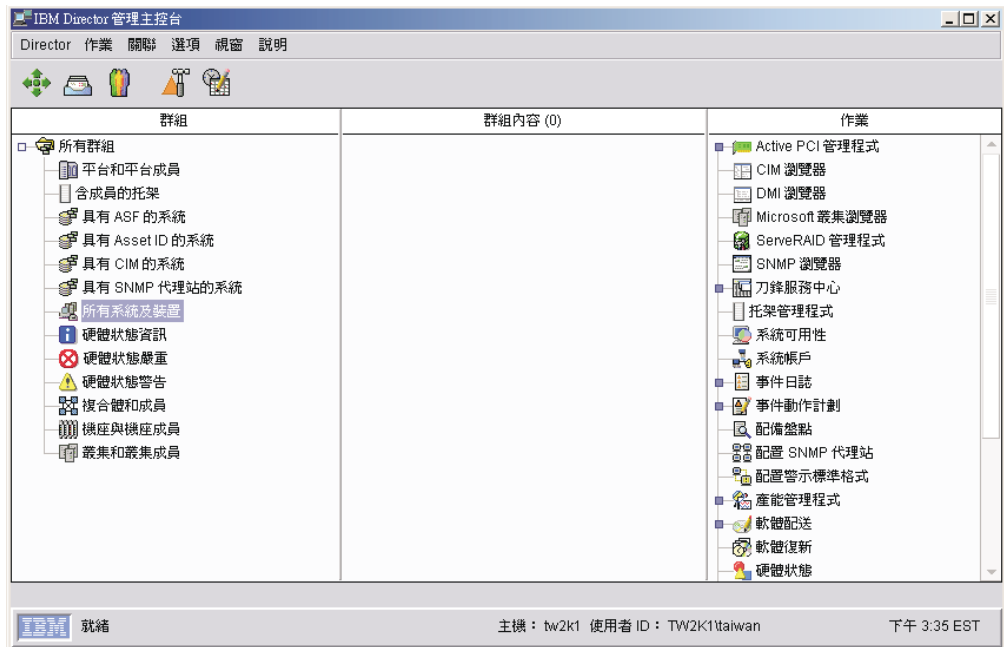 IBM Director 管理主控台
Director 作業 關聯 選項 視窗 說明
群組
群組內容 (0)
作業
所有群組
平台和平台成員
含成員的托架
具有 ASF 的系統
具有 Asset ID 的系統
具有 CIM 的系統
具有 SNMP 代理站的系統
所有系統及裝置
硬體狀態資訊
硬體狀態嚴重
硬體狀態警告
複合體和成員
機座與機座成員
叢集和叢集成員
Active PCI 管理程式
CIM 瀏覽器
DMI 瀏覽器
Microsoft 叢集瀏覽器
ServeRAID 管理程式
SNMP 瀏覽器
刀鋒服務中心
托架管理程式
系統可用性
系統帳戶
事件日誌
事件動作計劃
配備盤點
配置 SNMP 代理站
配置警示標準格式
產能管理程式
軟體配送
軟體復新
硬體狀態
IBM 就緒 主機： tw2k1 使用者 ID： TW2K1\taiwan 下午 3:35 EST